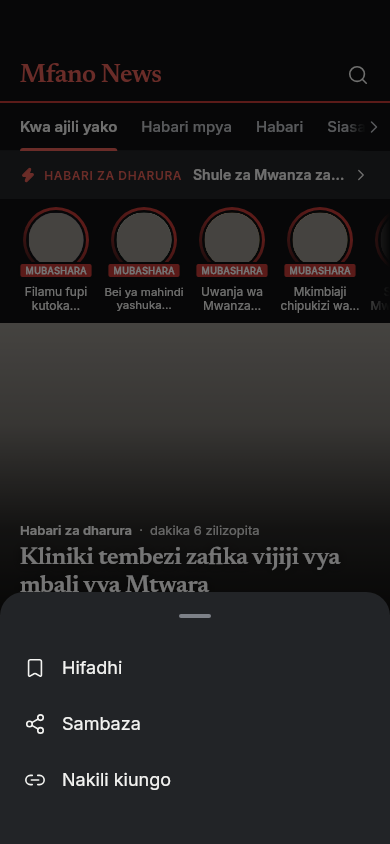 Mfano News
Kwa ajili yako Habari mpya Habari Siasa
HABARI ZA DHARURA Shule za Mwanza za...
MUBASHARA MUBASHARA MUBASHARA MUBASHARA
Filamu fupi kutoka...
Bei ya mahindi yashuka...
Uwanja wa Mwanza...
Mkimbiaji chipukizi wa...
Habari za dharura · dakika 6 zilizopita
Kliniki tembezi zafika vijiji vya
mbali vya Mtwara
Hifadhi
Sambaza
Nakili kiungo